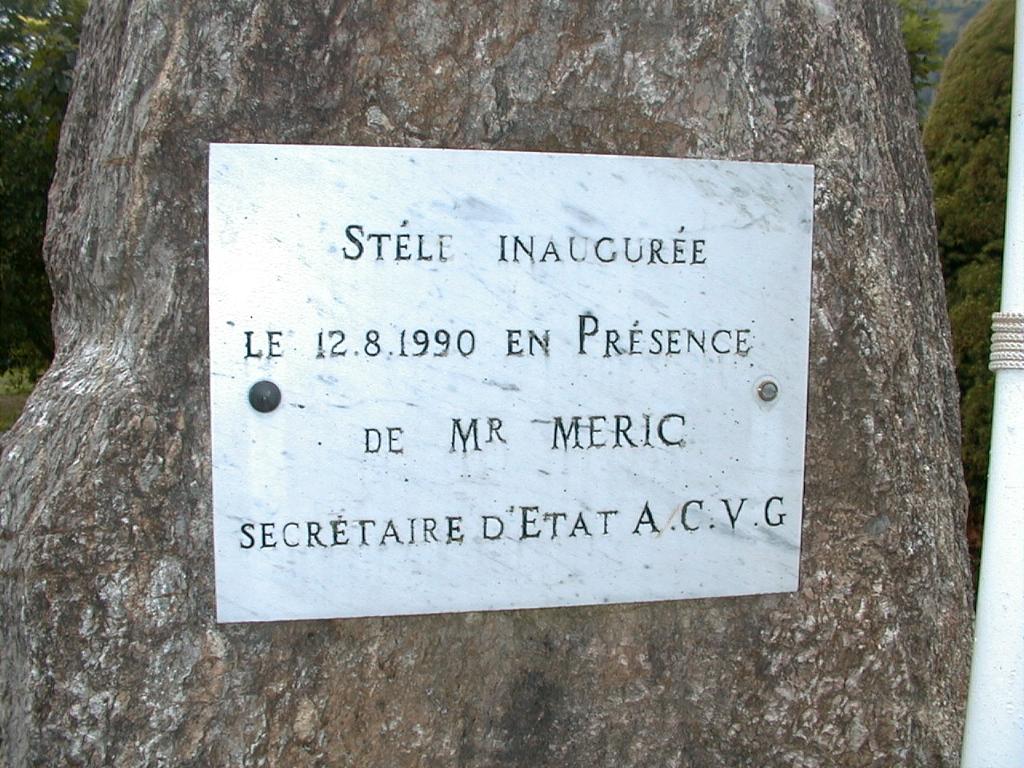 STÉLE INAUGURÉE
LE 12.8.1990 EN PRÉSENCE
DE MR MERIC
SECRÉTAIRE D'ETAT A.C.V.G